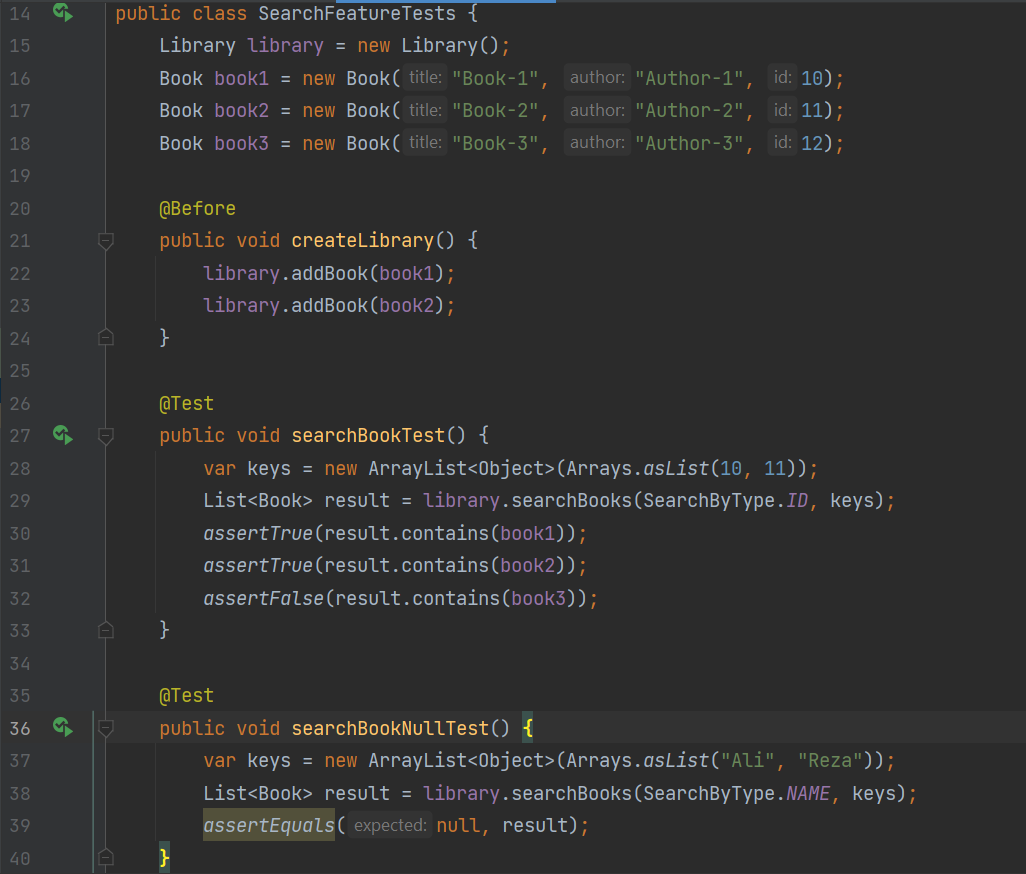 14 public class SearchFeatureTests {
15 Library library = new Library();
16 Book book1 = new Book( title: "Book-1", author: "Author-1", id: 10);
17 Book book2 = new Book( title: "Book-2", author: "Author-2", id: 11);
18 Book book3 = new Book( title: "Book-3", author: "Author-3", id: 12);
19
20 @Before
21 public void createLibrary() {
22 library.addBook(book1);
23 library.addBook(book2);
24 }
25
26 @Test
27 public void searchBookTest() {
28 var keys = new ArrayList<Object>(Arrays.asList(10, 11));
29 List<Book> result = library.searchBooks(SearchByType.ID, keys);
30 assertTrue(result.contains(book1));
31 assertTrue(result.contains(book2));
32 assertFalse(result.contains(book3));
33 }
34
35 @Test
36 public void searchBookNullTest() {
37 var keys = new ArrayList<Object>(Arrays.asList("Ali", "Reza"));
38 List<Book> result = library.searchBooks(SearchByType.NAME, keys);
39 assertEquals( expected: null, result);
40 }